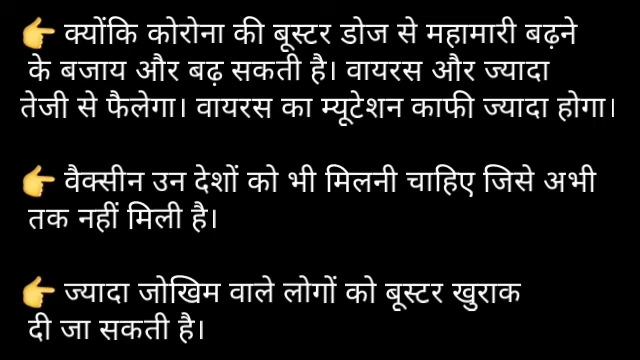 👉 क्योंकि कोरोना की बूस्टर डोज से महामारी बढ़ने
के बजाय और बढ़ सकती है। वायरस और ज्यादा
तेजी से फैलेगा। वायरस का म्यूटेशन काफी ज्यादा होगा।
👉 वैक्सीन उन देशों को भी मिलनी चाहिए जिसे अभी
तक नहीं मिली है।
👉 ज्यादा जोखिम वाले लोगों को बूस्टर खुराक
दी जा सकती है।